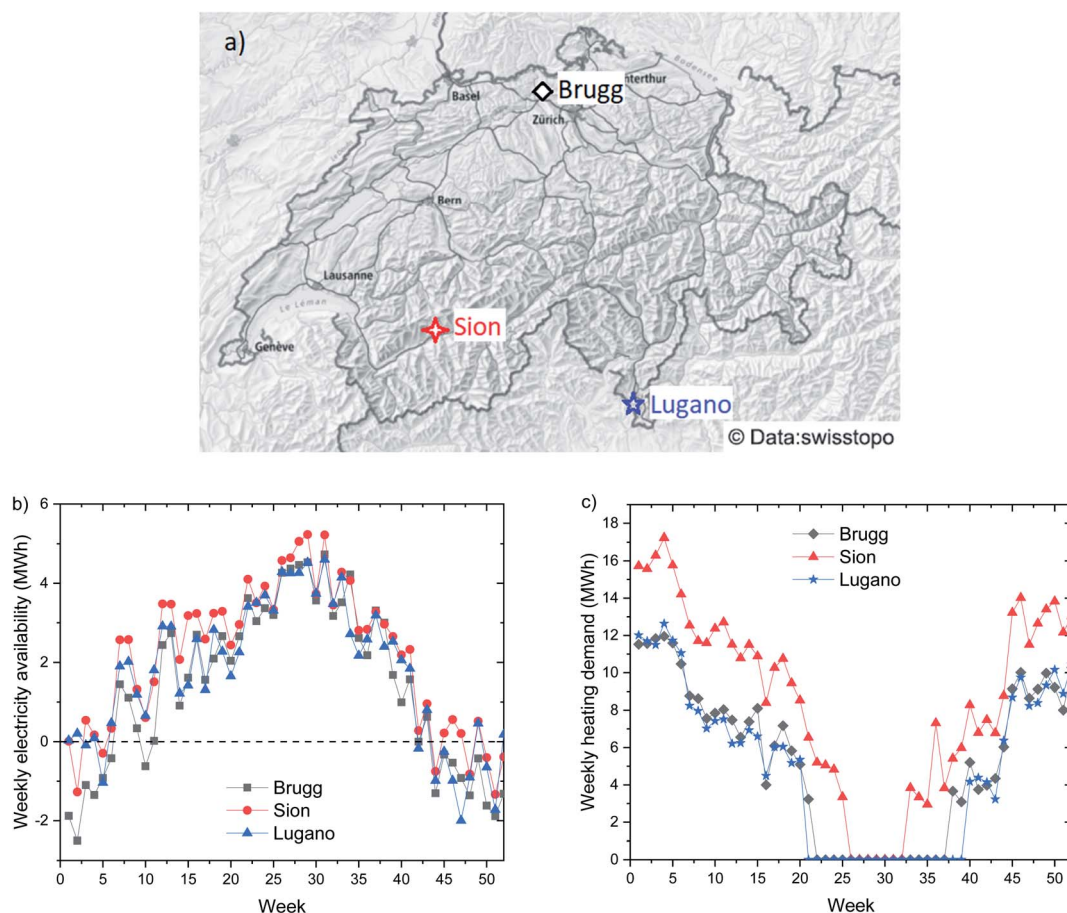 a)
Bodensee
Basel
Brugg
nterthur
Zürich
Bern
Lausanne
Le Léman
Sion
Genève
Lugano
© Data:swisstopo
b)
Weekly electricity availability (MWh)
6
4
2
0
-2
Brugg
Sion
Lugano
0 5 10 15 20 25 30 35 40 45 50
Week
c)
Weekly heating demand (MWh)
18
16
14
12
10
8
6
4
2
0
Brugg
Sion
Lugano
0 5 10 15 20 25 30 35 40 45 50
Week